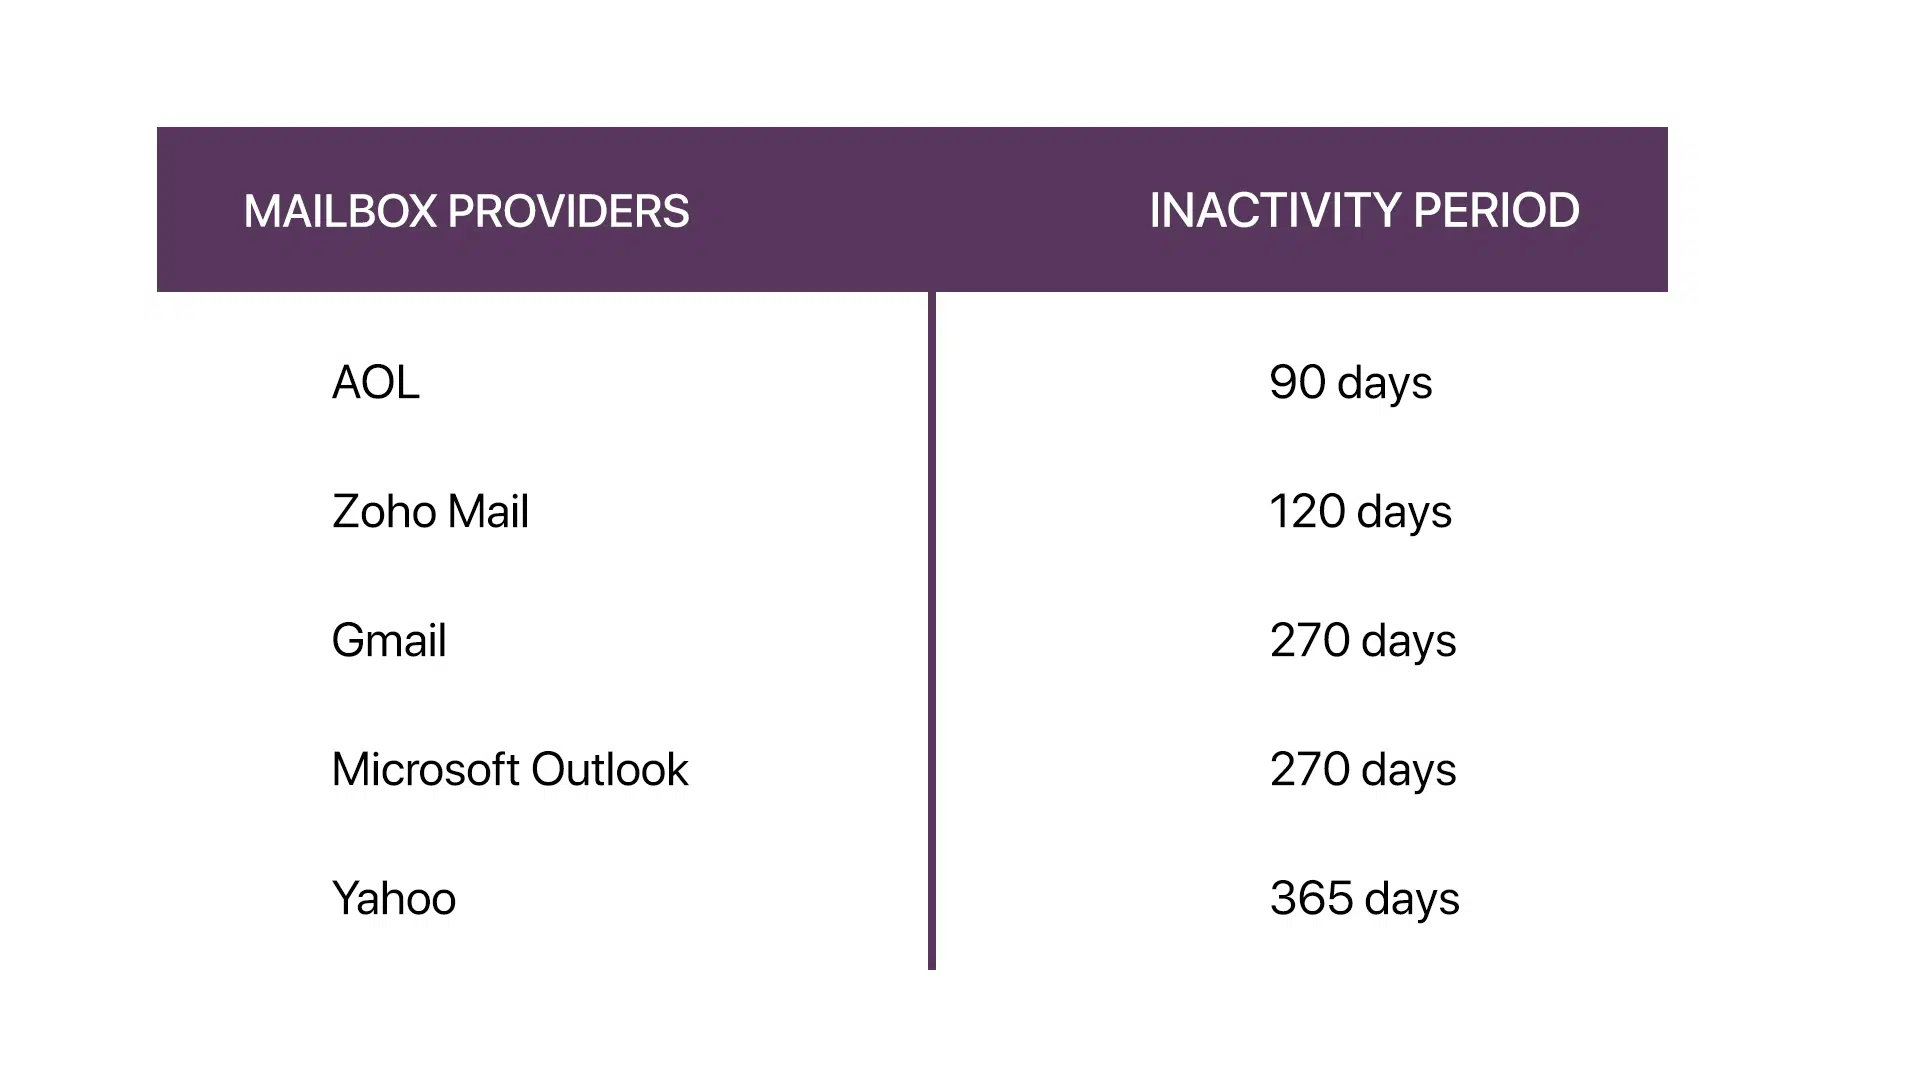 MAILBOX PROVIDERS INACTIVITY PERIOD
AOL 90 days
Zoho Mail 120 days
Gmail 270 days
Microsoft Outlook 270 days
Yahoo 365 days